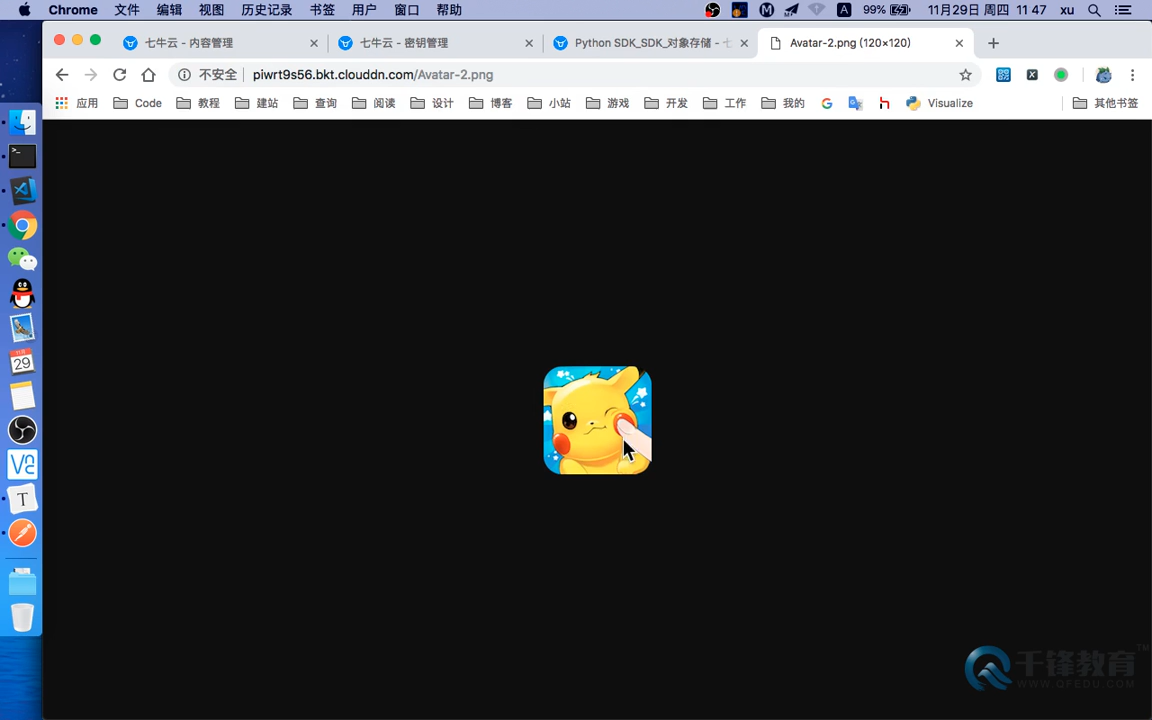 Chrome 文件 编辑 视图 历史记录 书签 用户 窗口 帮助 99% 11月29日 周四 11 47 xu
七牛云 - 内容管理 七牛云 - 密钥管理 Python SDK_SDK_对象存储 - 七 Avatar-2.png (120×120)
不安全 piwrt9s56.bkt.clouddn.com/Avatar-2.png
应用 Code 教程 建站 查询 阅读 设计 博客 小站 游戏 开发 工作 我的 Visualize 其他书签
千锋教育 TM
WWW.QFEDU.COM